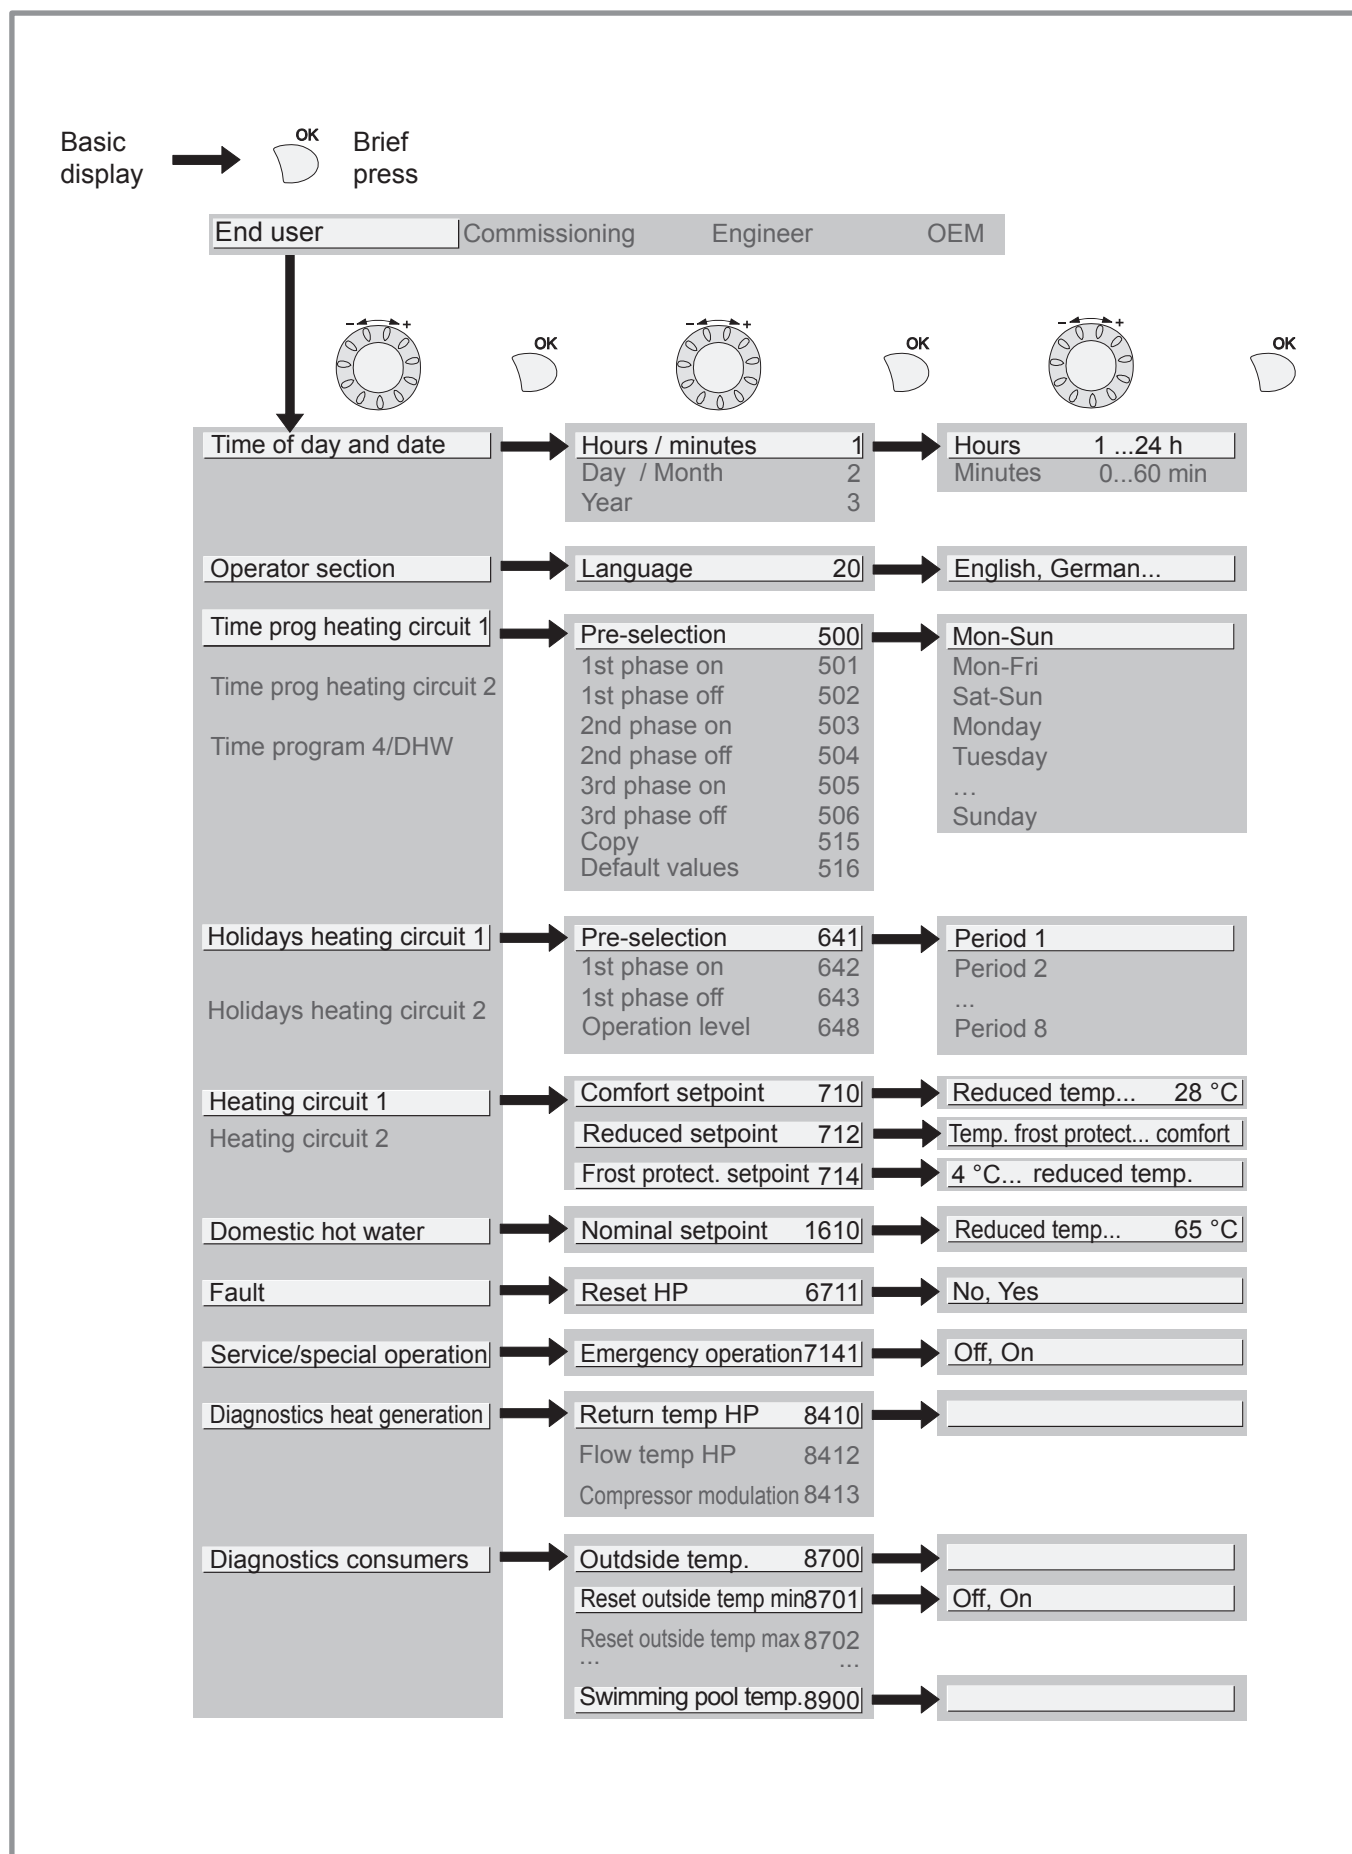 Basic display
OK
Brief press
End user Commissioning Engineer OEM
- +
OK
- +
OK
- +
OK
Time of day and date
Hours / minutes 1
Hours 1 ...24 h
Day / Month 2
Minutes 0...60 min
Year 3
Operator section
Language 20
English, German...
Time prog heating circuit 1
Pre-selection 500
Mon-Sun
1st phase on 501
Mon-Fri
Time prog heating circuit 2
1st phase off 502
Sat-Sun
2nd phase on 503
Monday
Time program 4/DHW
2nd phase off 504
Tuesday
3rd phase on 505
...
3rd phase off 506
Sunday
Copy 515
Default values 516
Holidays heating circuit 1
Pre-selection 641
Period 1
1st phase on 642
Period 2
Holidays heating circuit 2
1st phase off 643
...
Operation level 648
Period 8
Heating circuit 1
Comfort setpoint 710
Reduced temp... 28 °C
Heating circuit 2
Reduced setpoint 712
Temp. frost protect... comfort
Frost protect. setpoint 714
4 °C... reduced temp.
Domestic hot water
Nominal setpoint 1610
Reduced temp... 65 °C
Fault
Reset HP 6711
No, Yes
Service/special operation
Emergency operation7141
Off, On
Diagnostics heat generation
Return temp HP 8410
Flow temp HP 8412
Compressor modulation 8413
Diagnostics consumers
Outdside temp. 8700
Reset outside temp min8701
Off, On
Reset outside temp max 8702
... ...
Swimming pool temp.8900